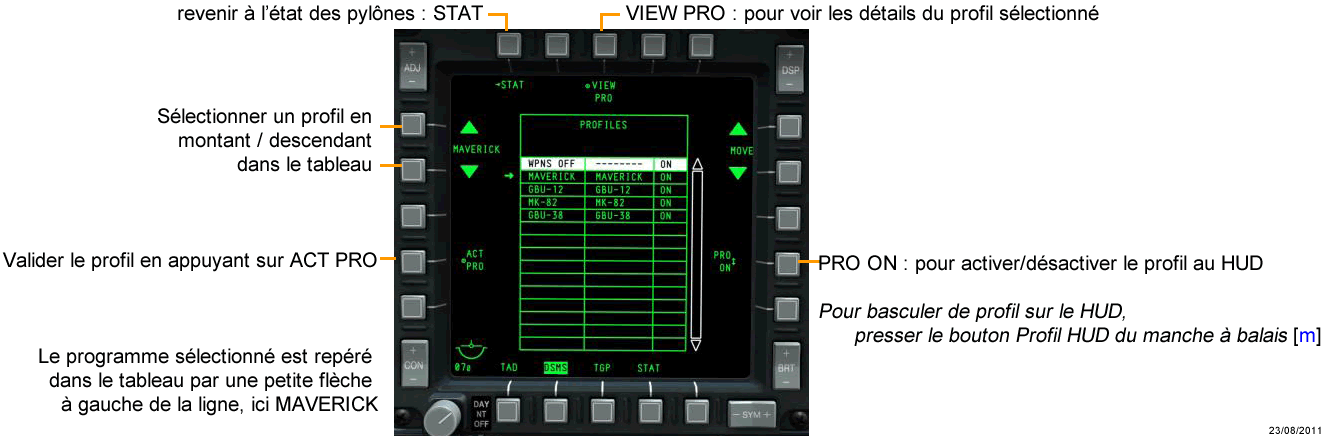 revenir à l'état des pylônes : STAT
VIEW PRO : pour voir les détails du profil sélectionné
ADJ
DSP
STAT
VIEW
PRO
Sélectionner un profil en
montant / descendant
dans le tableau
PROFILES
MAVERICK
MOVE
WPNS OFF -------- ON
MAVERICK MAVERICK ON
GBU-12 GBU-12 ON
MK-82 MK-82 ON
GBU-38 GBU-38 ON
Valider le profil en appuyant sur ACT PRO
ACT
PRO
PRO
ON
PRO ON : pour activer/désactiver le profil au HUD
Pour basculer de profil sur le HUD,
presser le bouton Profil HUD du manche à balais [m]
Le programme sélectionné est repéré
dans le tableau par une petite flèche
à gauche de la ligne, ici MAVERICK
CON
BRT
TAD DSMS TGP STAT
DAY
NT
OFF
- SYM +
23/08/2011